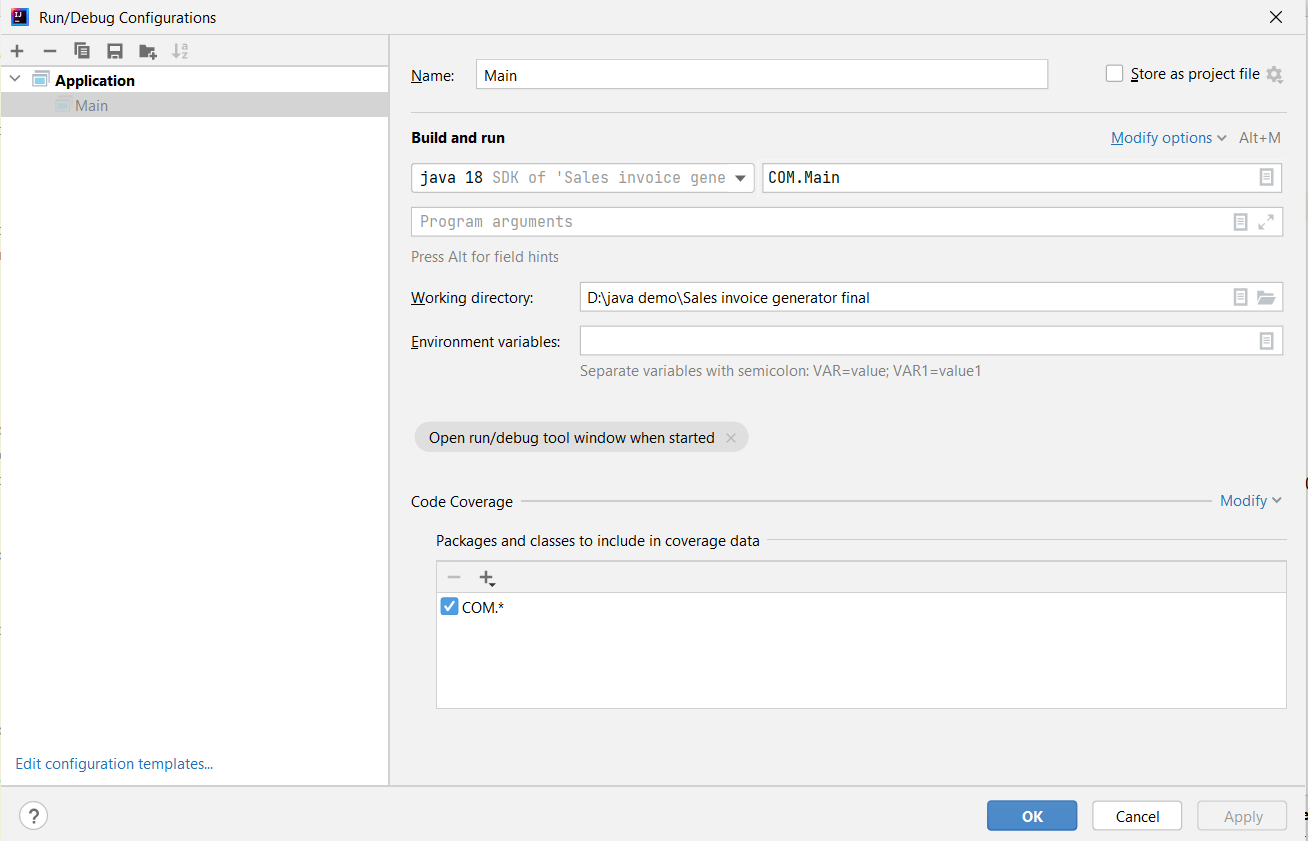 Run/Debug Configurations
Application
Main
Edit configuration templates...
Name: Main
Store as project file
Build and run
Modify options Alt+M
java 18 SDK of 'Sales invoice gene COM.Main
Program arguments
Press Alt for field hints
Working directory: D:\java demo\Sales invoice generator final
Environment variables:
Separate variables with semicolon: VAR=value; VAR1=value1
Open run/debug tool window when started
Code Coverage Modify
Packages and classes to include in coverage data
COM.*
? OK Cancel Apply